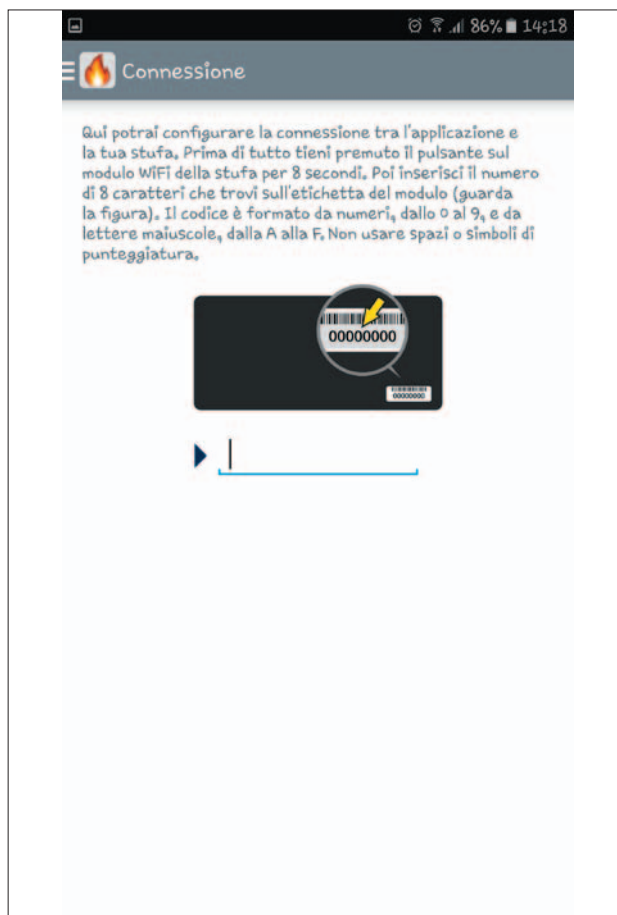 86% 14:18
Connessione
Qui potrai configurare la connessione tra l'applicazione e
la tua stufa. Prima di tutto tieni premuto il pulsante sul
modulo WiFi della stufa per 8 secondi. Poi inserisci il numero
di 8 caratteri che trovi sull'etichetta del modulo (guarda
la figura). Il codice è formato da numeri, dallo 0 al 9, e da
lettere maiuscole, dalla A alla F. Non usare spazi o simboli di
punteggiatura.
00000000
00000000